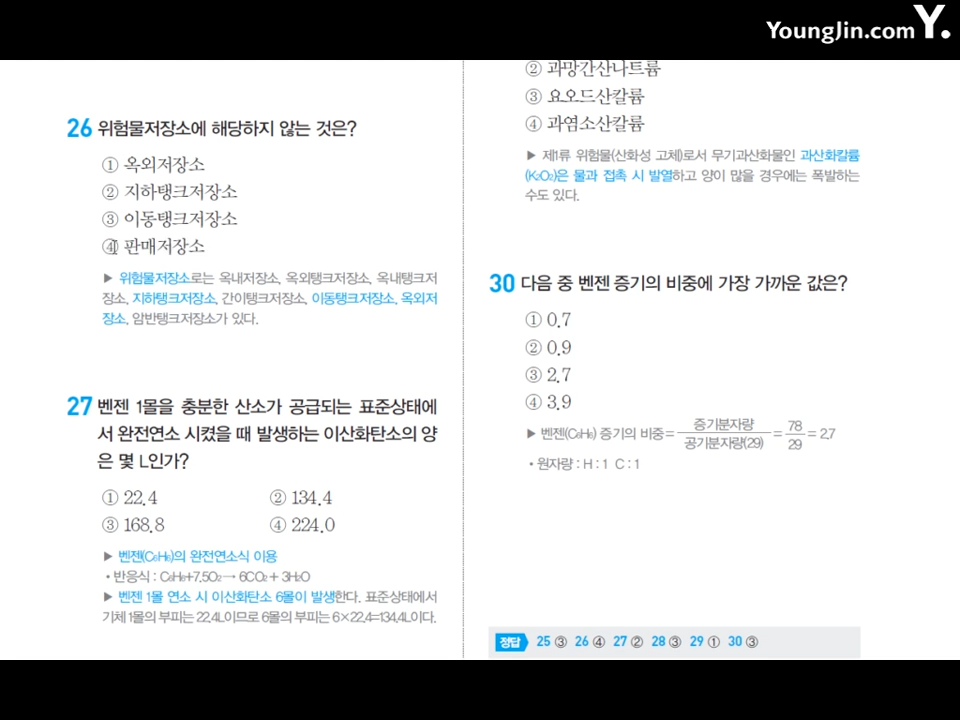 YoungJin.com Y.
26 위험물저장소에 해당하지 않는 것은?
① 옥외저장소
② 지하탱크저장소
③ 이동탱크저장소
④ 판매저장소
▶ 위험물저장소로는 옥내저장소, 옥외탱크저장소, 옥내탱크저
장소, 지하탱크저장소, 간이탱크저장소, 이동탱크저장소, 옥외저
장소, 암반탱크저장소가 있다.
27 벤젠 1몰을 충분한 산소가 공급되는 표준상태에
서 완전연소 시켰을 때 발생하는 이산화탄소의 양
은 몇 L인가?
① 22.4 ② 134.4
③ 168.8 ④ 224.0
▶ 벤젠(C₆H₆)의 완전연소식 이용
• 반응식 : C₆H₆+7.5O₂→ 6CO₂ + 3H₂O
▶ 벤젠 1몰 연소 시 이산화탄소 6몰이 발생한다. 표준상태에서
기체 1몰의 부피는 22.4L이므로 6몰의 부피는 6×22.4=134.4L이다.
② 과망간산나트륨
③ 요오드산칼륨
④ 과염소산칼륨
▶ 제1류 위험물(산화성 고체)로서 무기과산화물인 과산화칼륨
(K₂O₂)은 물과 접촉 시 발열하고 양이 많을 경우에는 폭발하는
수도 있다.
30 다음 중 벤젠 증기의 비중에 가장 가까운 값은?
① 0.7
② 0.9
③ 2.7
④ 3.9
▶ 벤젠(C₆H₆) 증기의 비중 = 증기분자량 / 공기분자량(29) = 78 / 29 = 2.7
• 원자량 : H : 1 C : 1
정답 25 ③ 26 ④ 27 ② 28 ③ 29 ① 30 ③